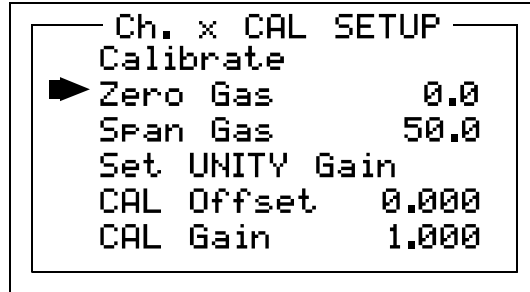 Ch. x CAL SETUP
Calibrate
Zero Gas 0.0
Span Gas 50.0
Set UNITY Gain
CAL Offset 0.000
CAL Gain 1.000